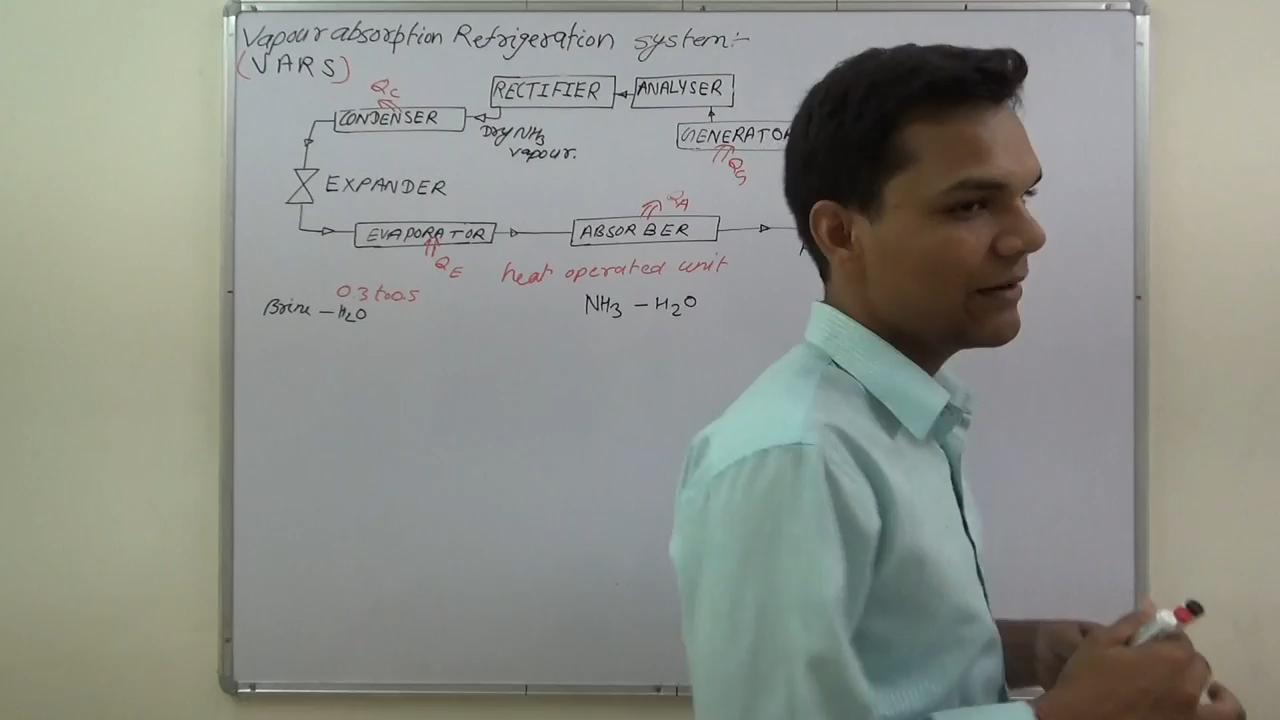 Vapour absorption Refrigeration system:-
(VARS)
RECTIFIER
ANALYSER
QC
CONDENSER
Dry NH3
vapour.
GENERATOR
QG
EXPANDER
QA
EVAPORATOR
ABSORBER
QE
heat operated unit
0.3 to 0.5
Brine – H2O
NH3 – H2O